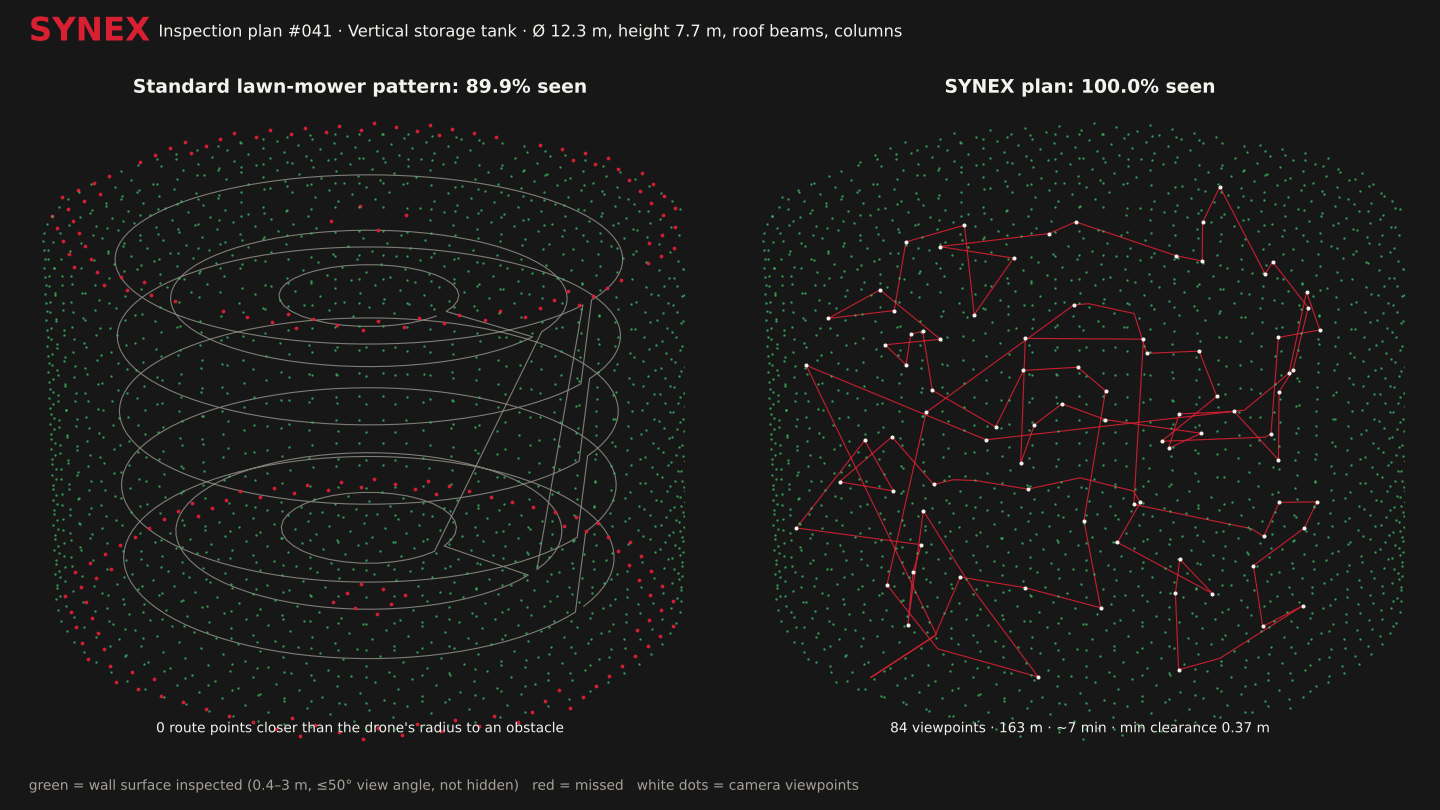 SYNEX Inspection plan #041 · Vertical storage tank · Ø 12.3 m, height 7.7 m, roof beams, columns
Standard lawn-mower pattern: 89.9% seen
SYNEX plan: 100.0% seen
0 route points closer than the drone's radius to an obstacle
84 viewpoints · 163 m · ~7 min · min clearance 0.37 m
green = wall surface inspected (0.4–3 m, ≤50° view angle, not hidden) red = missed white dots = camera viewpoints